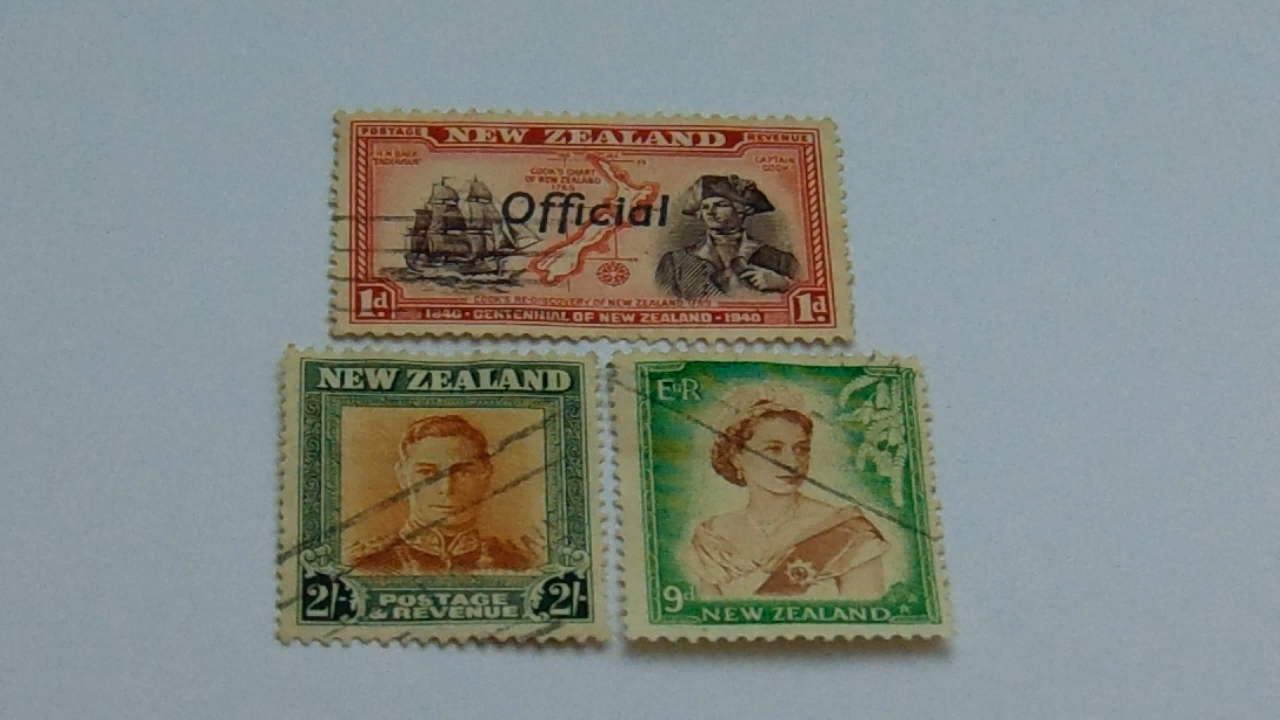 POSTAGE NEW ZEALAND REVENUE
H.M. BARK
"ENDEAVOUR"
COOK'S CHART
OF NEW ZEALAND
1769
CAPTAIN
COOK
Official
COOK'S RE-DISCOVERY OF NEW ZEALAND 1769
1d 1840 · CENTENNIAL OF NEW ZEALAND · 1940 1d
NEW ZEALAND
2/- POSTAGE
& REVENUE 2/-
EIIR
9d NEW ZEALAND